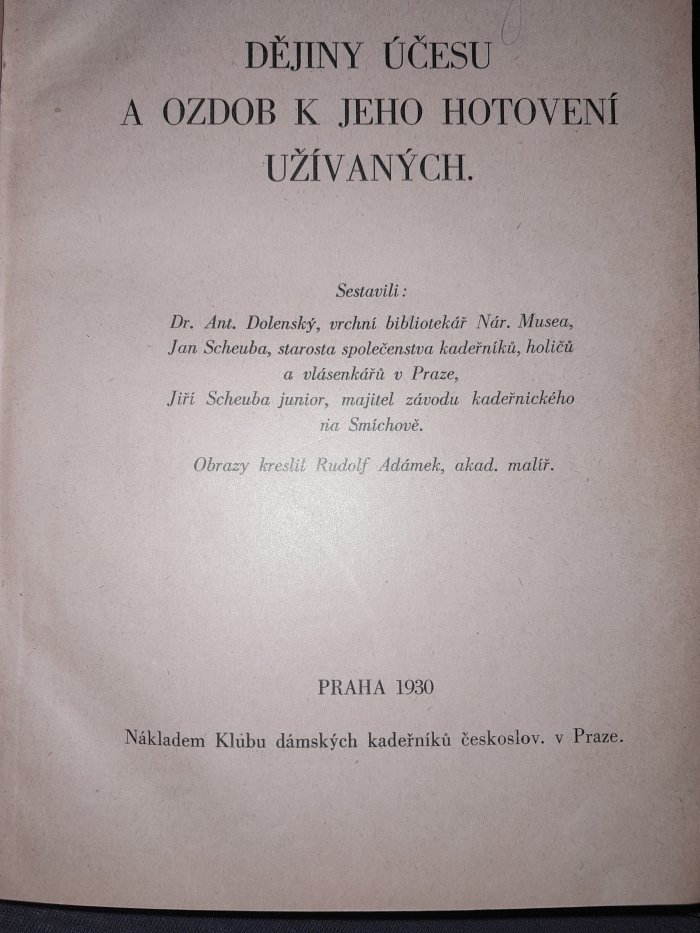 DĚJINY ÚČESU
A OZDOB K JEHO HOTOVENÍ
UŽÍVANÝCH.
Sestavili:
Dr. Ant. Dolenský, vrchní bibliotekář Nár. Musea,
Jan Scheuba, starosta společenstva kadeřníků, holičů
a vlásenkářů v Praze,
Jiří Scheuba junior, majitel závodu kadeřnického
na Smíchově.
Obrazy kreslil Rudolf Adámek, akad. malíř.
PRAHA 1930
Nákladem Klubu dámských kadeřníků českoslov. v Praze.